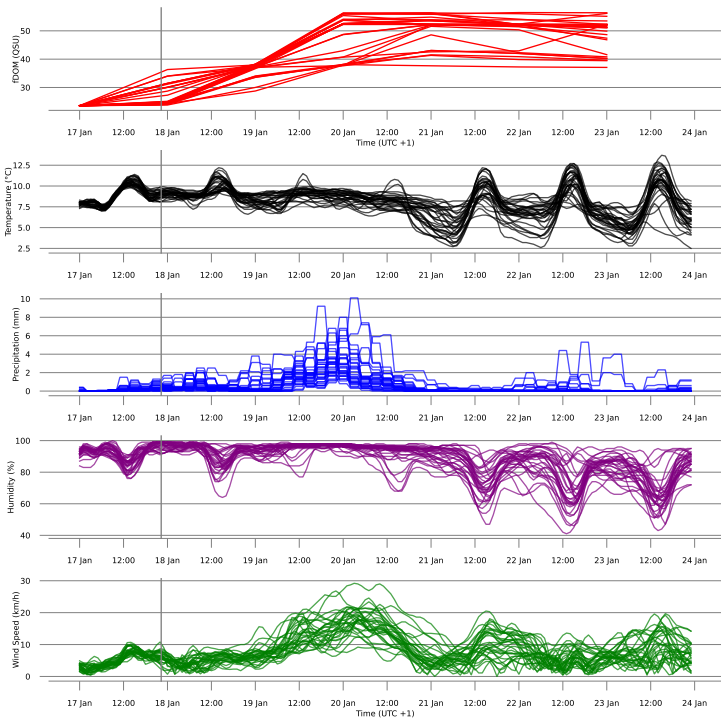 fDOM (QSU)
50
40
30
17 Jan 12:00 18 Jan 12:00 19 Jan 12:00 20 Jan 12:00 21 Jan 12:00 22 Jan 12:00 23 Jan 12:00 24 Jan
Time (UTC +1)
Temperature (°C)
12.5
10.0
7.5
5.0
2.5
17 Jan 12:00 18 Jan 12:00 19 Jan 12:00 20 Jan 12:00 21 Jan 12:00 22 Jan 12:00 23 Jan 12:00 24 Jan
Precipitation (mm)
10
8
6
4
2
0
17 Jan 12:00 18 Jan 12:00 19 Jan 12:00 20 Jan 12:00 21 Jan 12:00 22 Jan 12:00 23 Jan 12:00 24 Jan
Humidity (%)
100
80
60
40
17 Jan 12:00 18 Jan 12:00 19 Jan 12:00 20 Jan 12:00 21 Jan 12:00 22 Jan 12:00 23 Jan 12:00 24 Jan
Wind Speed (km/h)
30
20
10
0
17 Jan 12:00 18 Jan 12:00 19 Jan 12:00 20 Jan 12:00 21 Jan 12:00 22 Jan 12:00 23 Jan 12:00 24 Jan
Time (UTC +1)